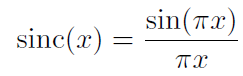 sinc(x) = sin(πx) / πx